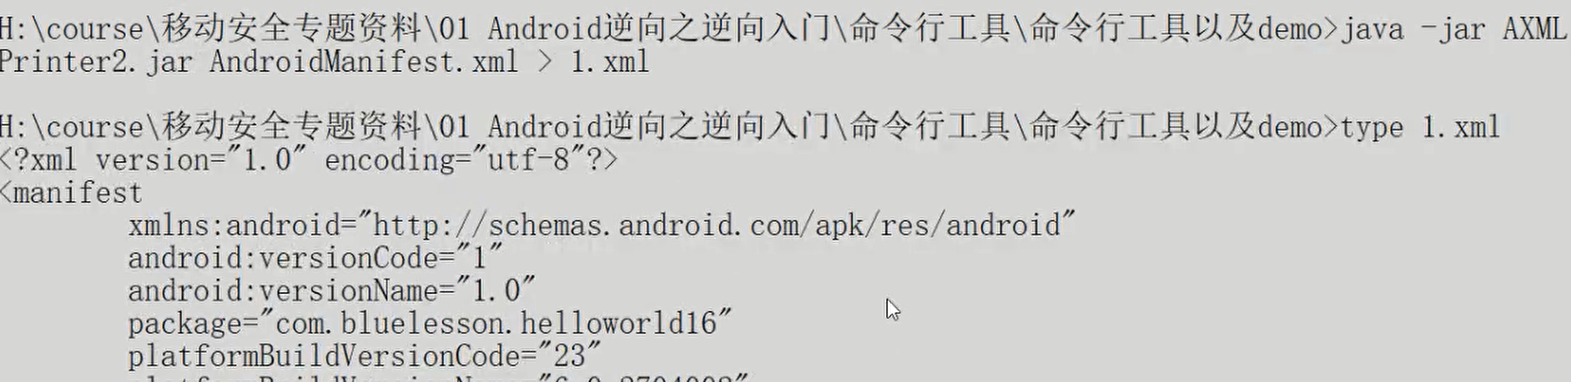 H:\course\移动安全专题资料\01 Android逆向之逆向入门\命令行工具\命令行工具以及demo>java -jar AXML
Printer2.jar AndroidManifest.xml > 1.xml
H:\course\移动安全专题资料\01 Android逆向之逆向入门\命令行工具\命令行工具以及demo>type 1.xml
<?xml version="1.0" encoding="utf-8"?>
<manifest
xmlns:android="http://schemas.android.com/apk/res/android"
android:versionCode="1"
android:versionName="1.0"
package="com.bluelesson.helloworld16"
platformBuildVersionCode="23"